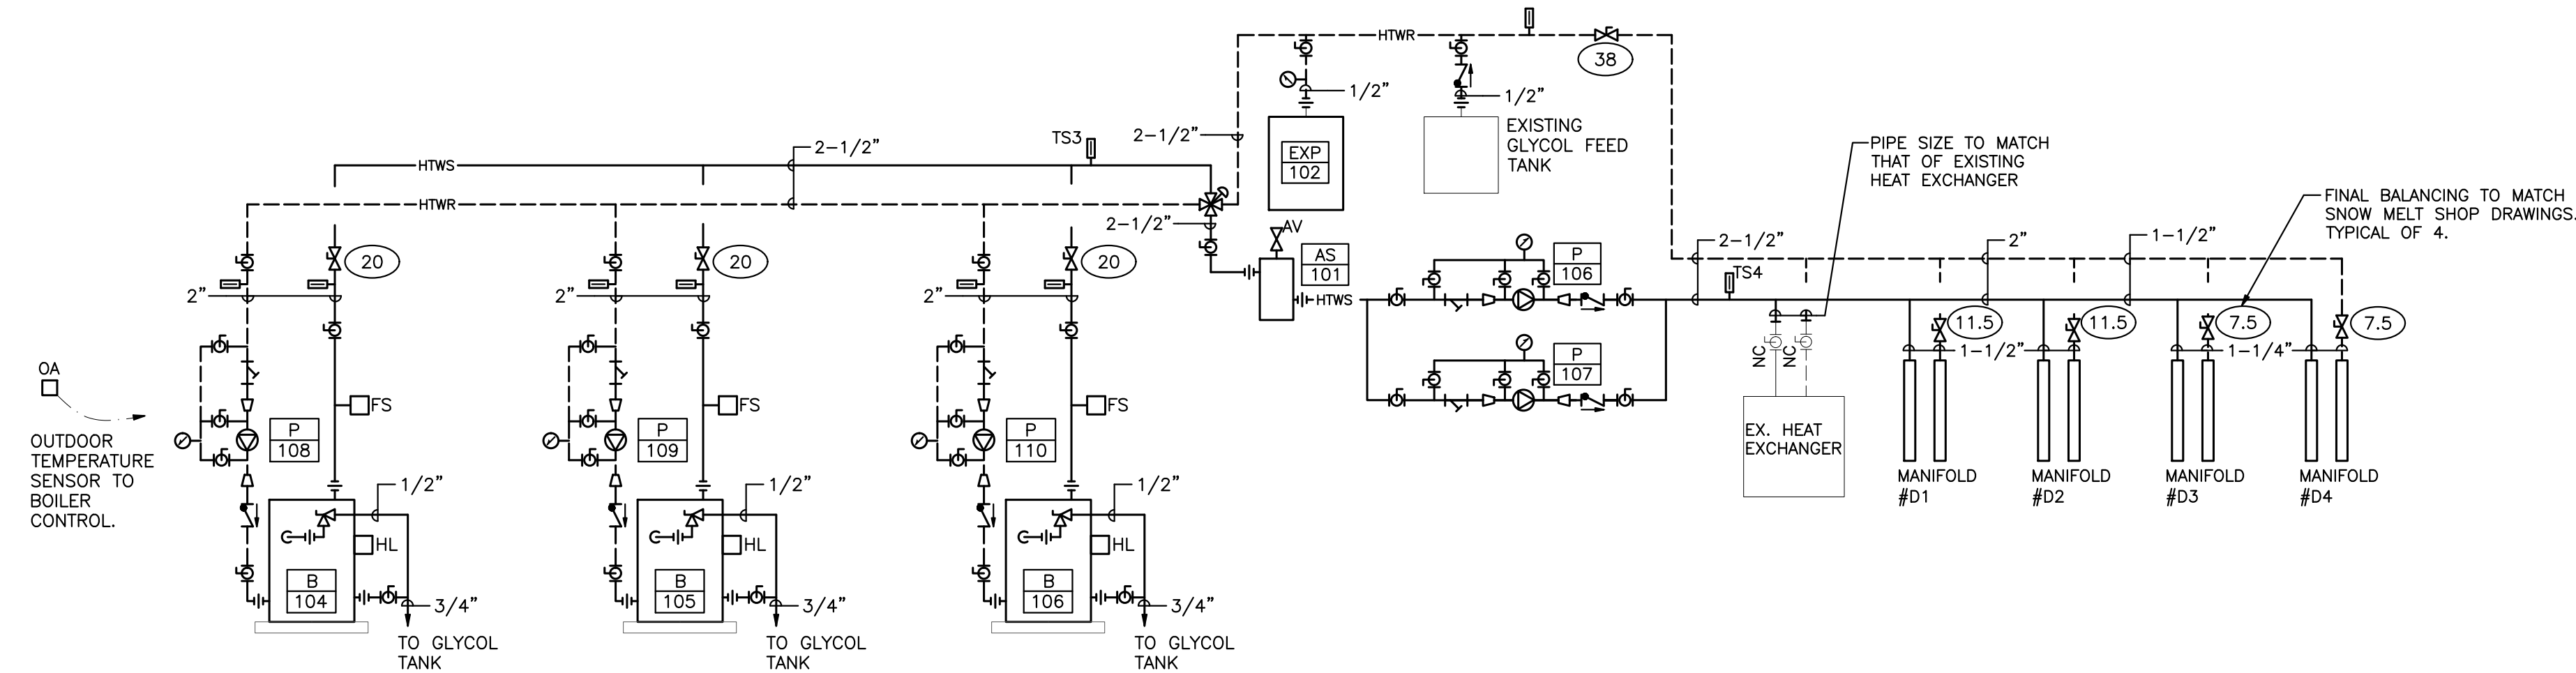 HTWR
38
1/2"
1/2"
EXISTING
GLYCOL FEED
TANK
EXP
102
2-1/2"
TS3
2-1/2"
HTWS
HTWR
2-1/2"
PIPE SIZE TO MATCH
THAT OF EXISTING
HEAT EXCHANGER
FINAL BALANCING TO MATCH
SNOW MELT SHOP DRAWINGS.
TYPICAL OF 4.
AV
AS
101
HTWS
P
106
P
107
2-1/2"
TS4
2"
1-1/2"
20
20
20
2"
2"
2"
11.5
11.5
7.5
7.5
1-1/2"
1-1/4"
NC
NC
EX. HEAT
EXCHANGER
MANIFOLD
#D1
MANIFOLD
#D2
MANIFOLD
#D3
MANIFOLD
#D4
OA
OUTDOOR
TEMPERATURE
SENSOR TO
BOILER
CONTROL.
FS
FS
FS
P
108
P
109
P
110
1/2"
1/2"
1/2"
HL
HL
HL
B
104
B
105
B
106
3/4"
3/4"
3/4"
TO GLYCOL
TANK
TO GLYCOL
TANK
TO GLYCOL
TANK